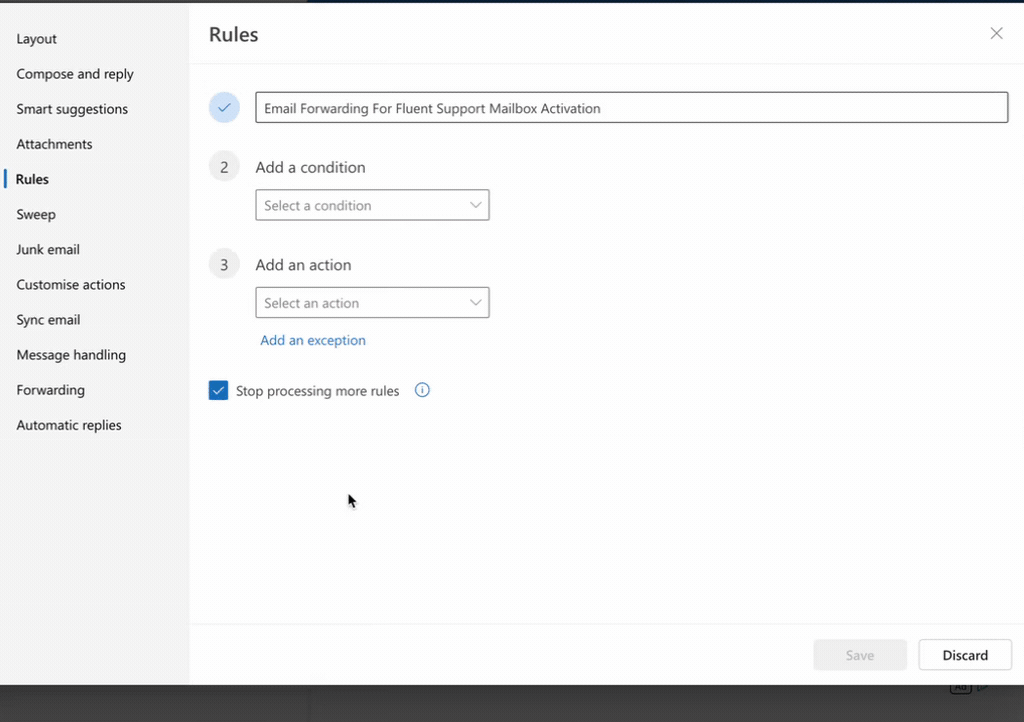 Layout
Compose and reply
Smart suggestions
Attachments
Rules
Sweep
Junk email
Customise actions
Sync email
Message handling
Forwarding
Automatic replies
Rules
Email Forwarding For Fluent Support Mailbox Activation
2 Add a condition
Select a condition
3 Add an action
Select an action
Add an exception
Stop processing more rules
Save Discard
Ad